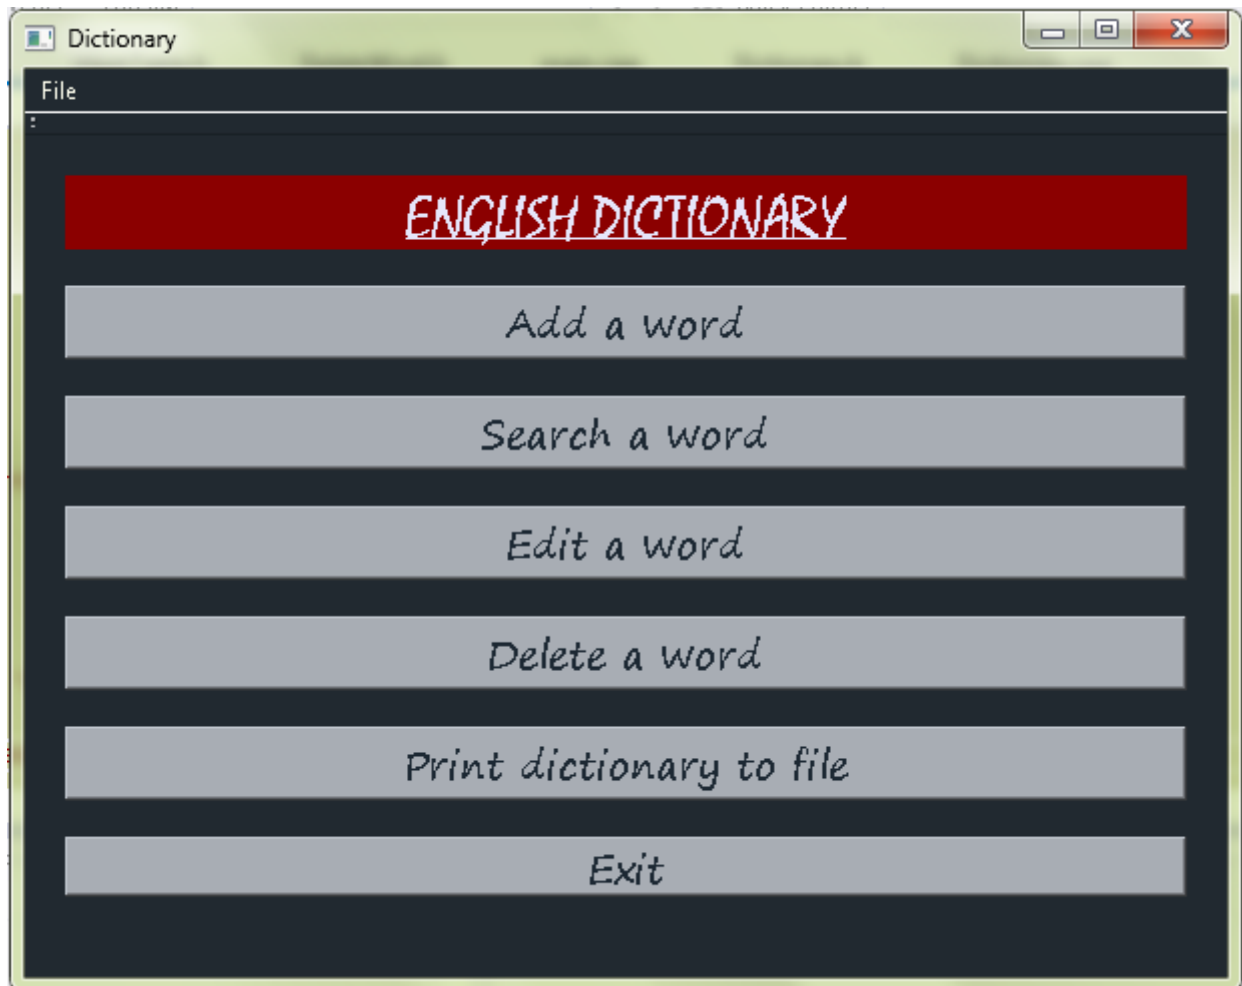 Dictionary
File
ENGLISH DICTIONARY
Add a word
Search a word
Edit a word
Delete a word
Print dictionary to file
Exit